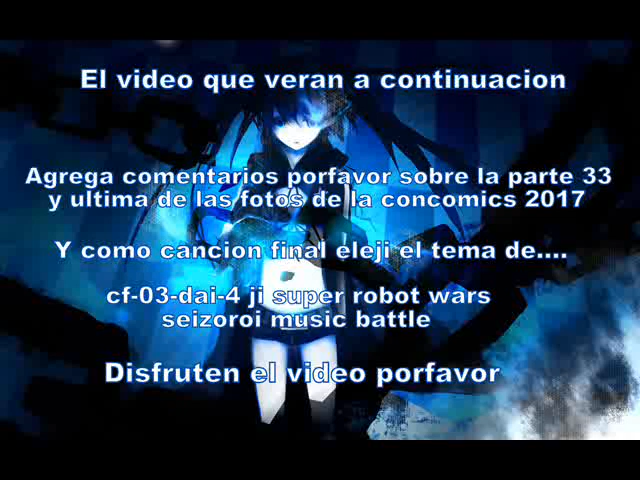 El video que veran a continuacion
Agrega comentarios porfavor sobre la parte 33
y ultima de las fotos de la concomics 2017
Y como cancion final eleji el tema de....
cf-03-dai-4 ji super robot wars
seizoroi music battle
Disfruten el video porfavor